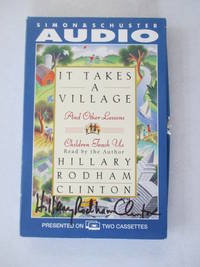 SIMON & SCHUSTER
AUDIO
IT TAKES
A
VILLAGE
And Other Lessons
Children Teach Us
Read by the Author
HILLARY
RODHAM
CLINTON
Hillary Rodham Clinton
PRESENTED ON
TWO CASSETTES